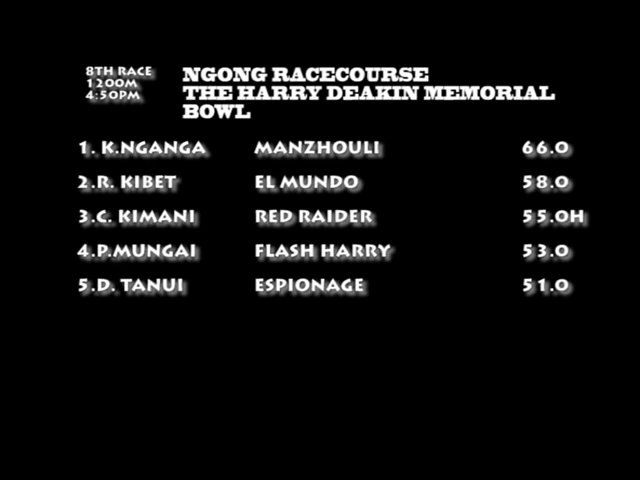 8TH RACE
1200M
4:50PM
NGONG RACECOURSE
THE HARRY DEAKIN MEMORIAL
BOWL
1. K.NGANGA MANZHOULI 66.0
2.R. KIBET EL MUNDO 58.0
3.C. KIMANI RED RAIDER 55.0H
4.P.MUNGAI FLASH HARRY 53.0
5.D. TANUI ESPIONAGE 51.0